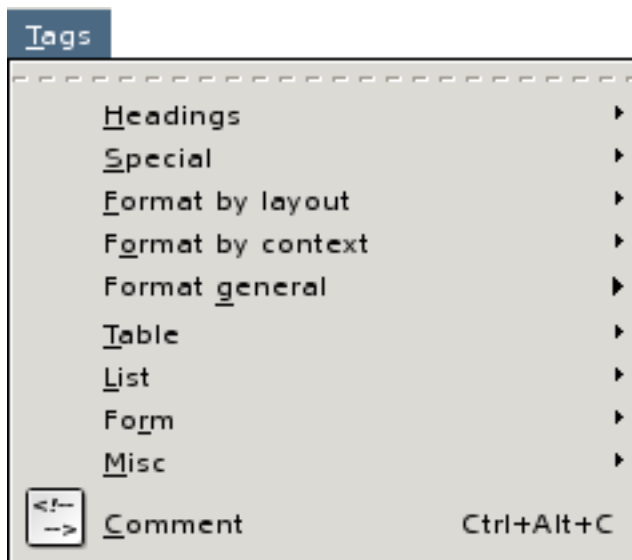 Tags
Headings
Special
Format by layout
Format by context
Format general
Table
List
Form
Misc
<!--
--> Comment Ctrl+Alt+C